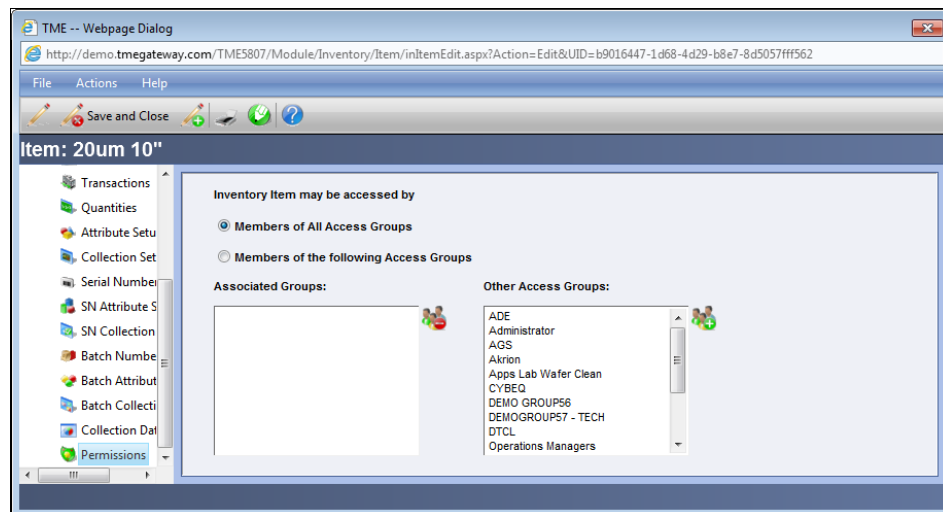 TME -- Webpage Dialog
http://demo.tmegateway.com/TME5807/Module/Inventory/Item/inItemEdit.aspx?Action=Edit&UID=b9016447-1d68-4d29-b8e7-8d5057fff562
File Actions Help
Save and Close
Item: 20um 10"
Transactions
Quantities
Attribute Setu
Collection Set
Serial Number
SN Attribute S
SN Collection
Batch Numbe
Batch Attribut
Batch Collecti
Collection Dat
Permissions
Inventory Item may be accessed by
Members of All Access Groups
Members of the following Access Groups
Associated Groups: Other Access Groups:
ADE
Administrator
AGS
Akrion
Apps Lab Wafer Clean
CYBEQ
DEMO GROUP56
DEMOGROUP57 - TECH
DTCL
Operations Managers